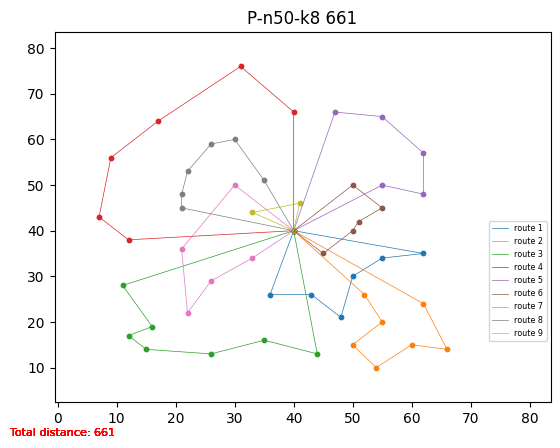 P-n50-k8 661
80
70
60
50
40
30
20
10
0 10 20 30 40 50 60 70 80
route 1
route 2
route 3
route 4
route 5
route 6
route 7
route 8
route 9
Total distance: 661